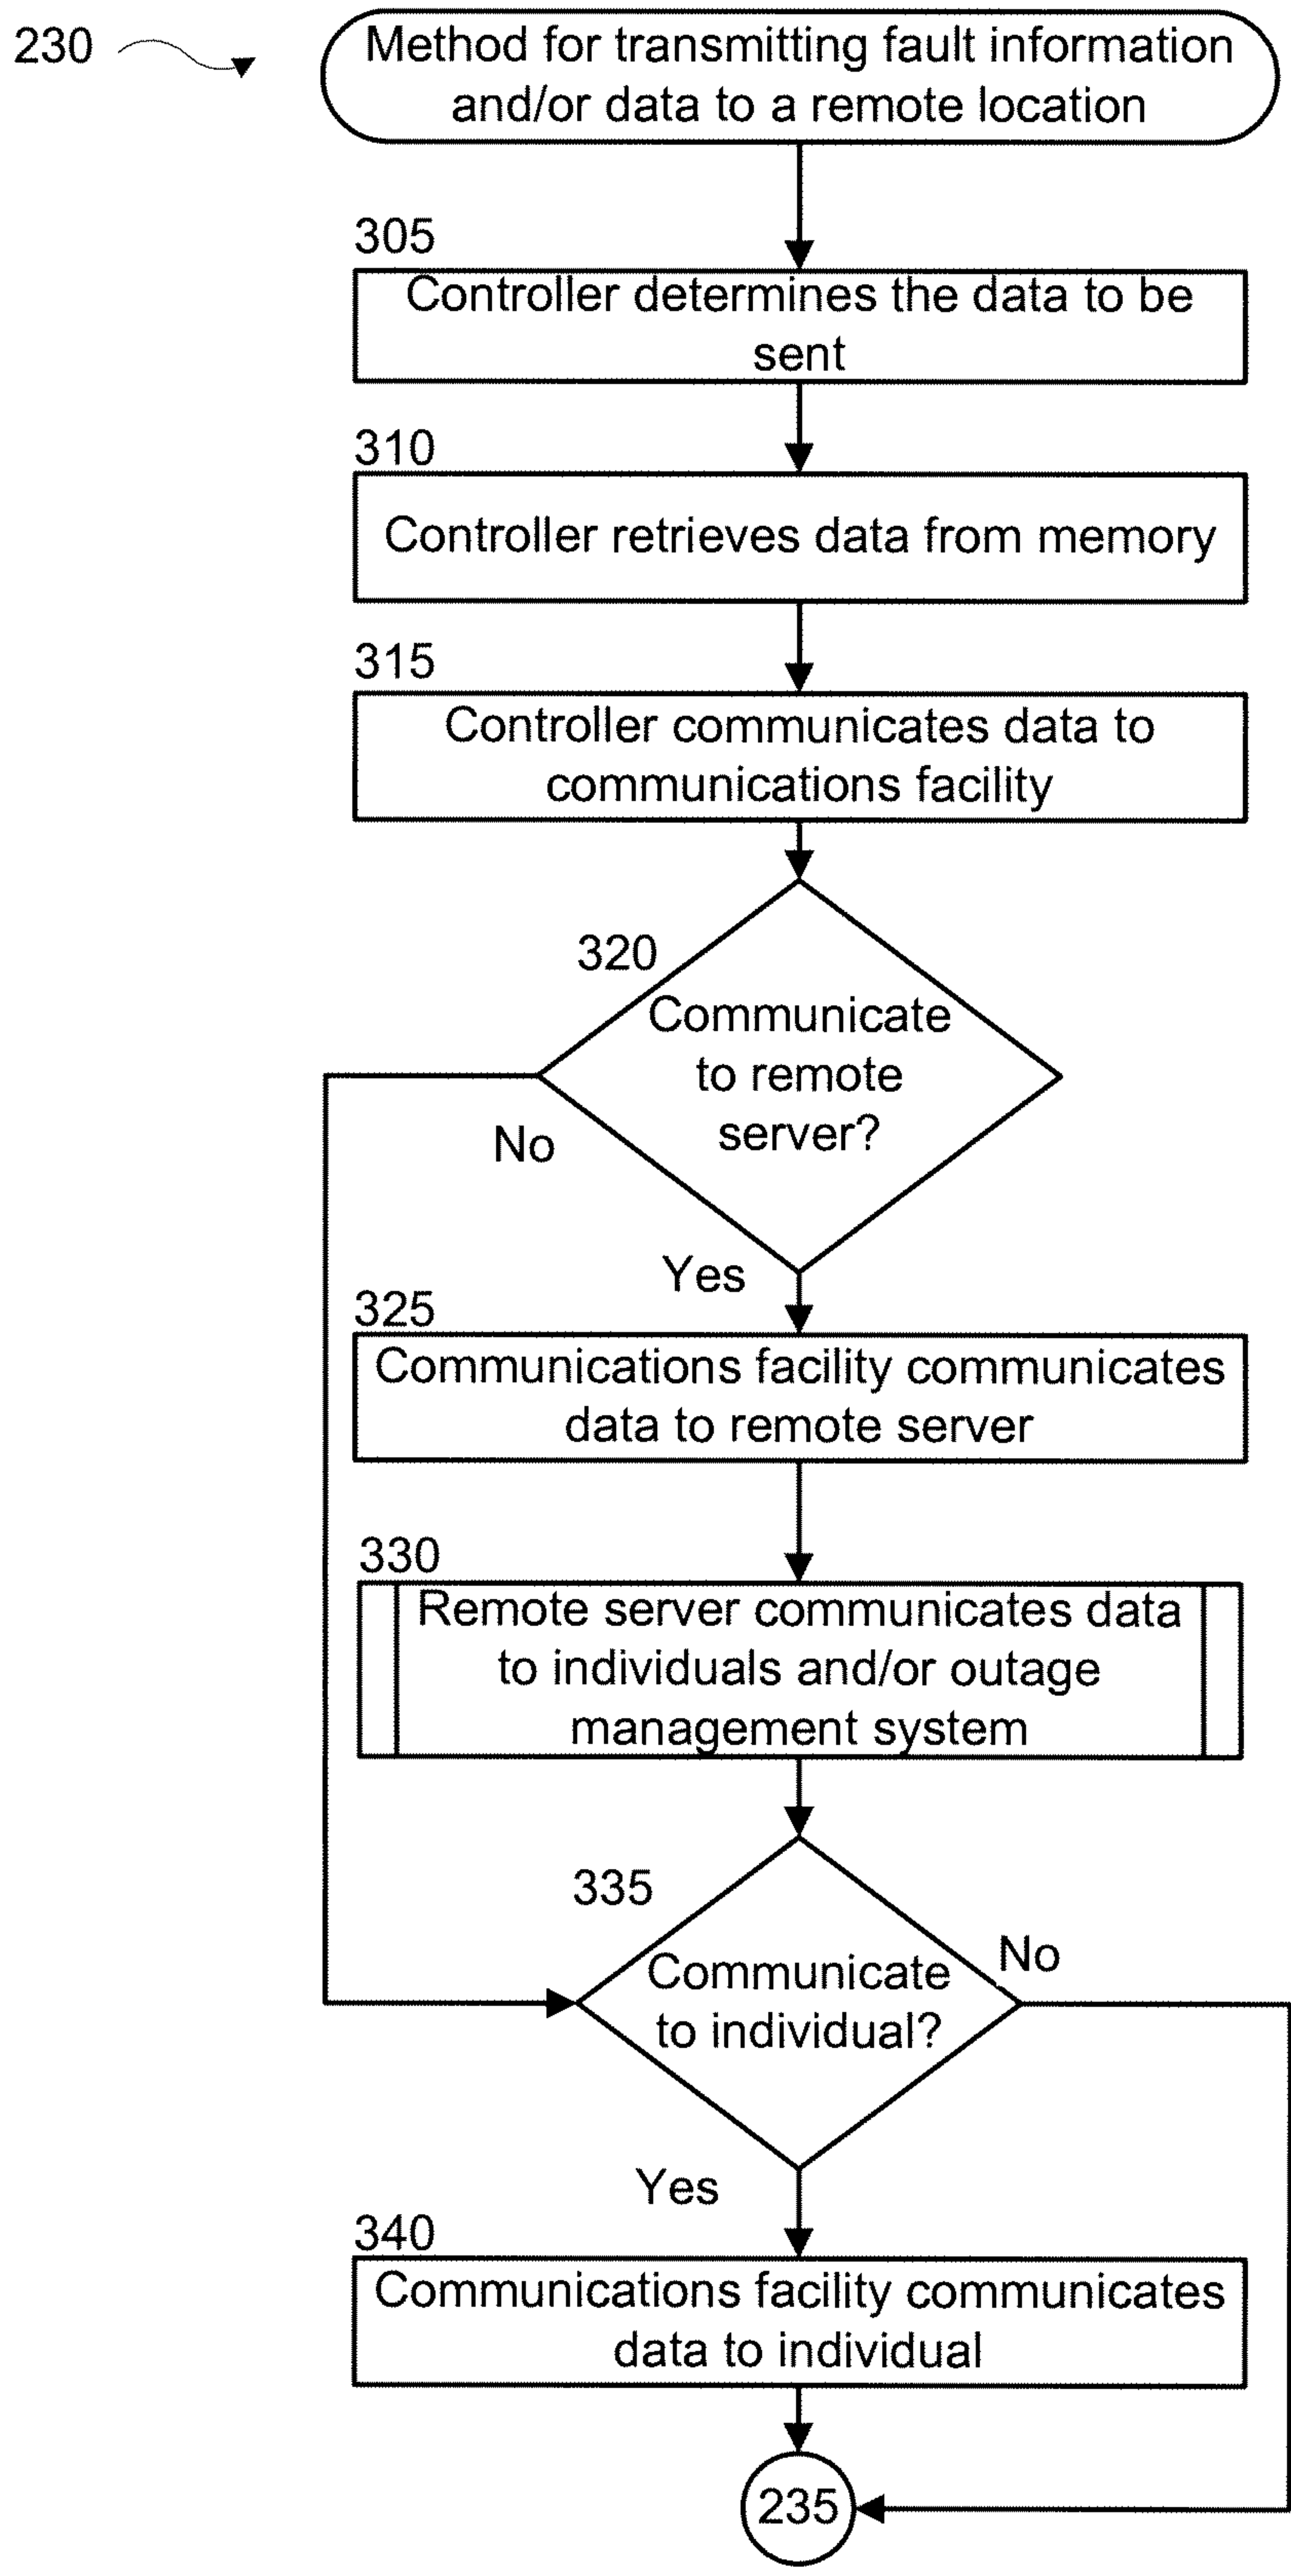 230
Method for transmitting fault information
and/or data to a remote location
305
Controller determines the data to be
sent
310
Controller retrieves data from memory
315
Controller communicates data to
communications facility
320
Communicate
to remote
server?
No
Yes
325
Communications facility communicates
data to remote server
330
Remote server communicates data
to individuals and/or outage
management system
335
Communicate
to individual?
No
Yes
340
Communications facility communicates
data to individual
235